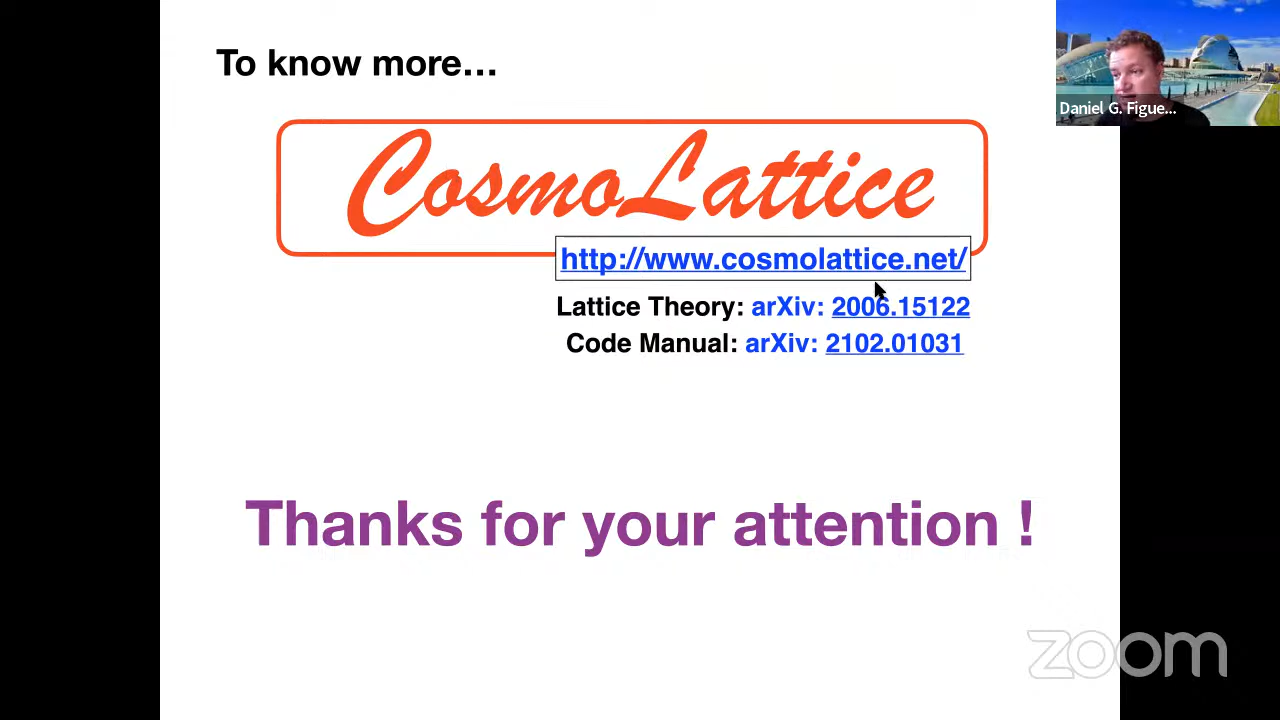 To know more...
CosmoLattice
http://www.cosmolattice.net/
Lattice Theory: arXiv: 2006.15122
Code Manual: arXiv: 2102.01031
Thanks for your attention !
Daniel G. Figue...
zoom